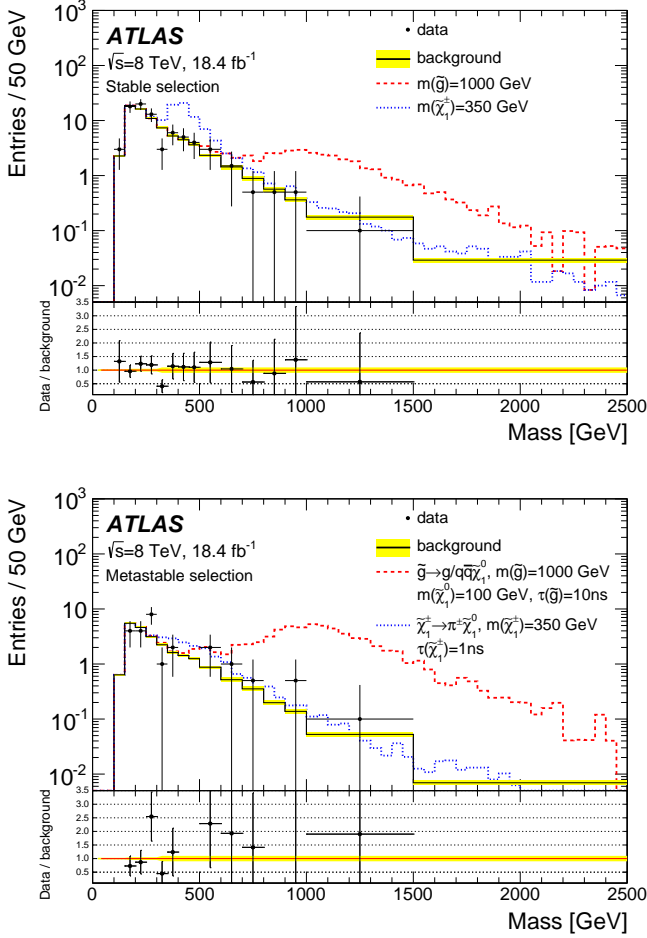 10³
10²
10
1
10⁻¹
10⁻²
Entries / 50 GeV
ATLAS
√s=8 TeV, 18.4 fb⁻¹
Stable selection
data
background
m(g̃)=1000 GeV
m(χ̃₁±)=350 GeV
3.5
3.0
2.5
2.0
1.5
1.0
0.5
Data / background
0 500 1000 1500 2000 2500
Mass [GeV]
10³
10²
10
1
10⁻¹
10⁻²
Entries / 50 GeV
ATLAS
√s=8 TeV, 18.4 fb⁻¹
Metastable selection
data
background
g̃→g/qq̄χ̃₁⁰, m(g̃)=1000 GeV
m(χ̃₁⁰)=100 GeV, τ(g̃)=10ns
χ̃₁±→π±χ̃₁⁰, m(χ̃₁±)=350 GeV
τ(χ̃₁±)=1ns
3.5
3.0
2.5
2.0
1.5
1.0
0.5
Data / background
0 500 1000 1500 2000 2500
Mass [GeV]